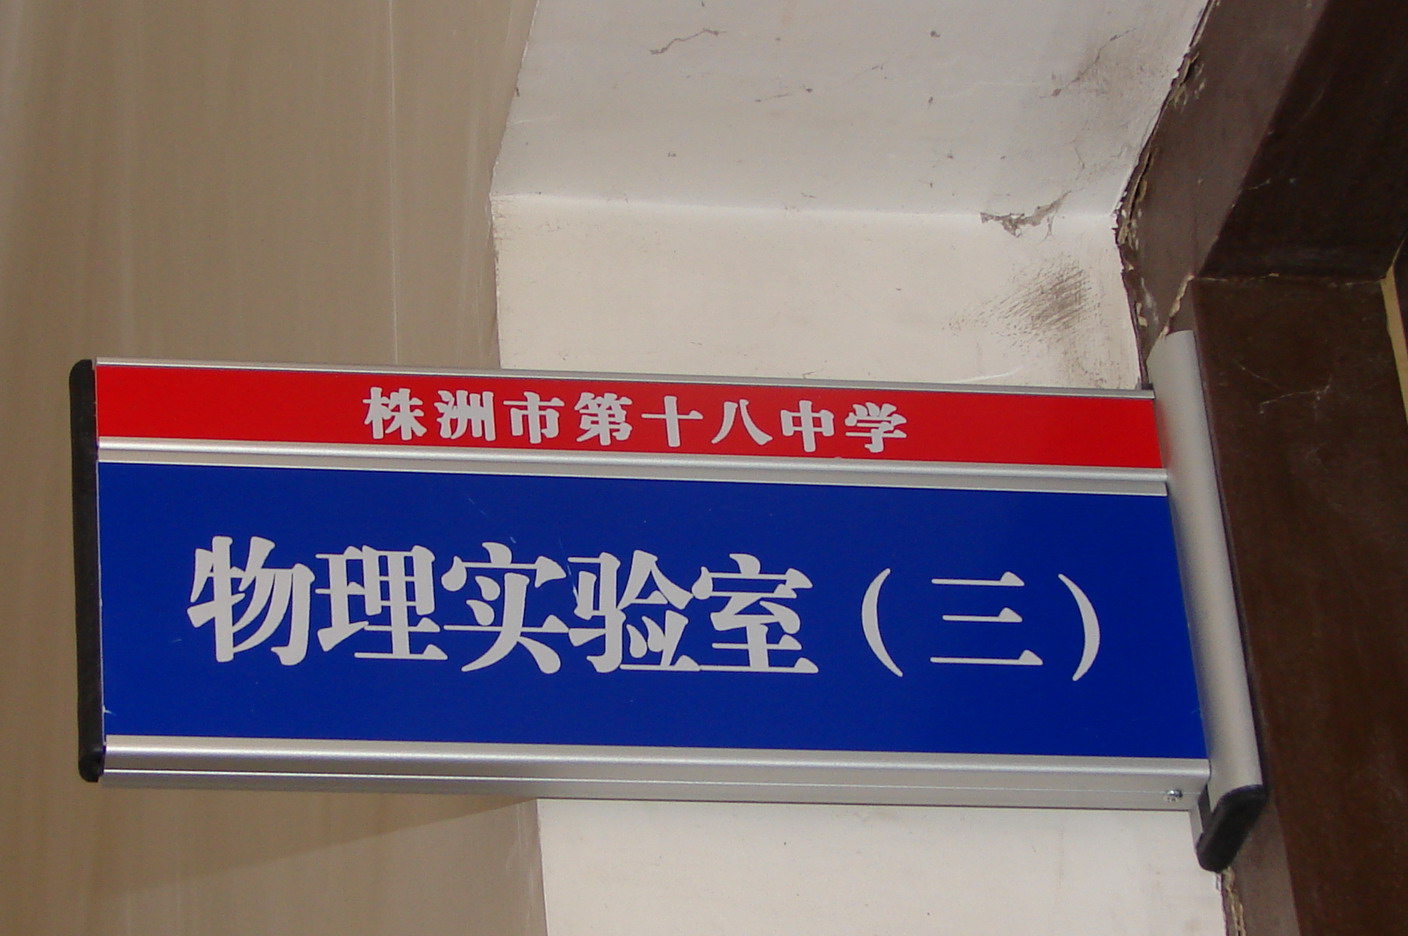 株洲市第十八中学
物理实验室（三）